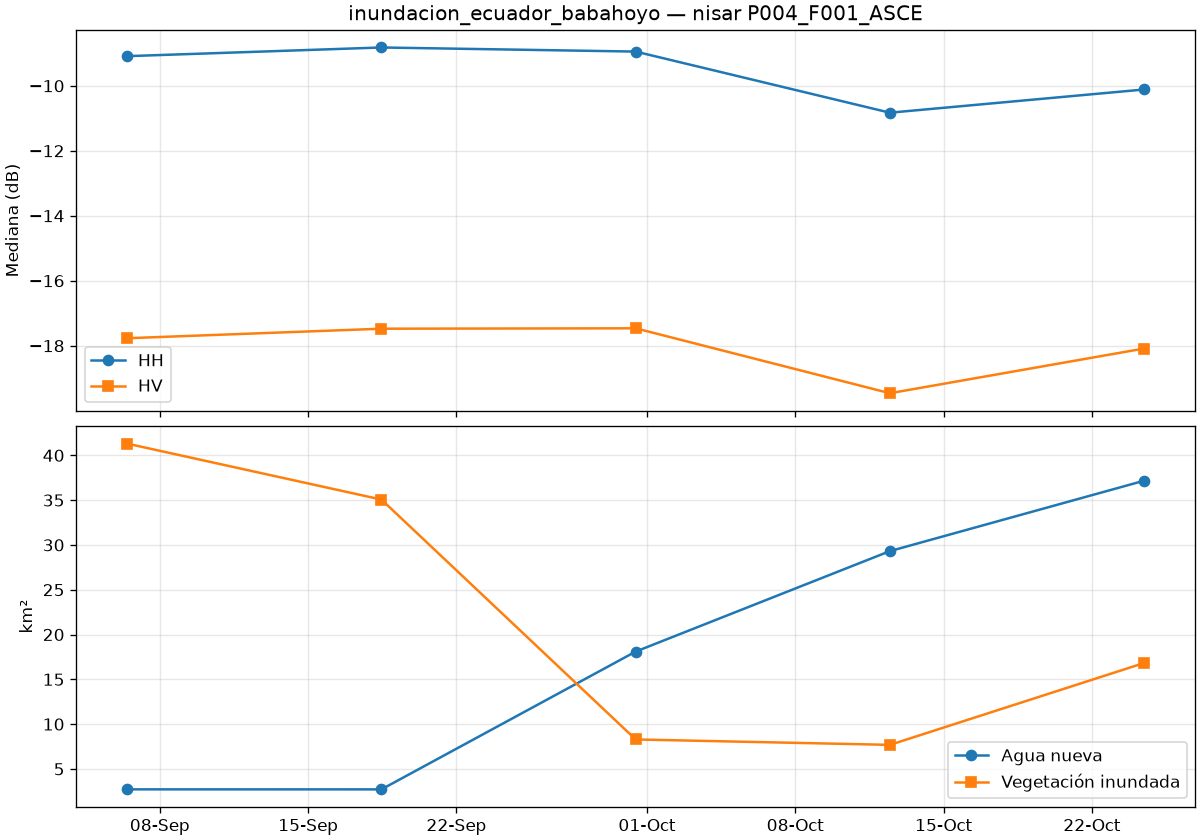 inundacion_ecuador_babahoyo — nisar P004_F001_ASCE
Mediana (dB)
−10
−12
−14
−16
−18
HH
HV
km²
40
35
30
25
20
15
10
5
Agua nueva
Vegetación inundada
08-Sep 15-Sep 22-Sep 01-Oct 08-Oct 15-Oct 22-Oct